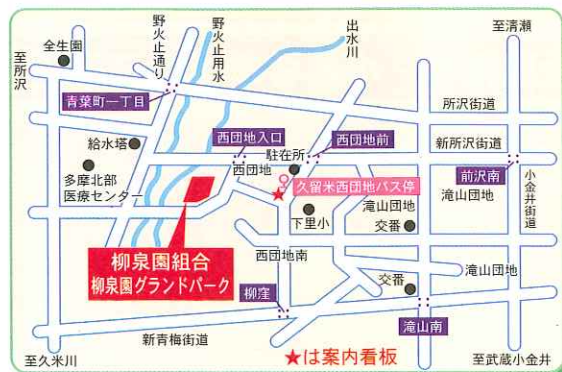 至清瀬
全生園
野火止通り
野火止用水
出水川
至所沢
青葉町一丁目
所沢街道
給水塔
西団地入口
西団地前
駐在所
新所沢街道
西団地
前沢南
久留米西団地バス停
多摩北部
医療センター
滝山団地
小金井街道
下里小
滝山団地
交番
柳泉園組合
柳泉園グランドパーク
西団地南
滝山団地
交番
柳窪
滝山南
新青梅街道
至久米川
★は案内看板
至武蔵小金井